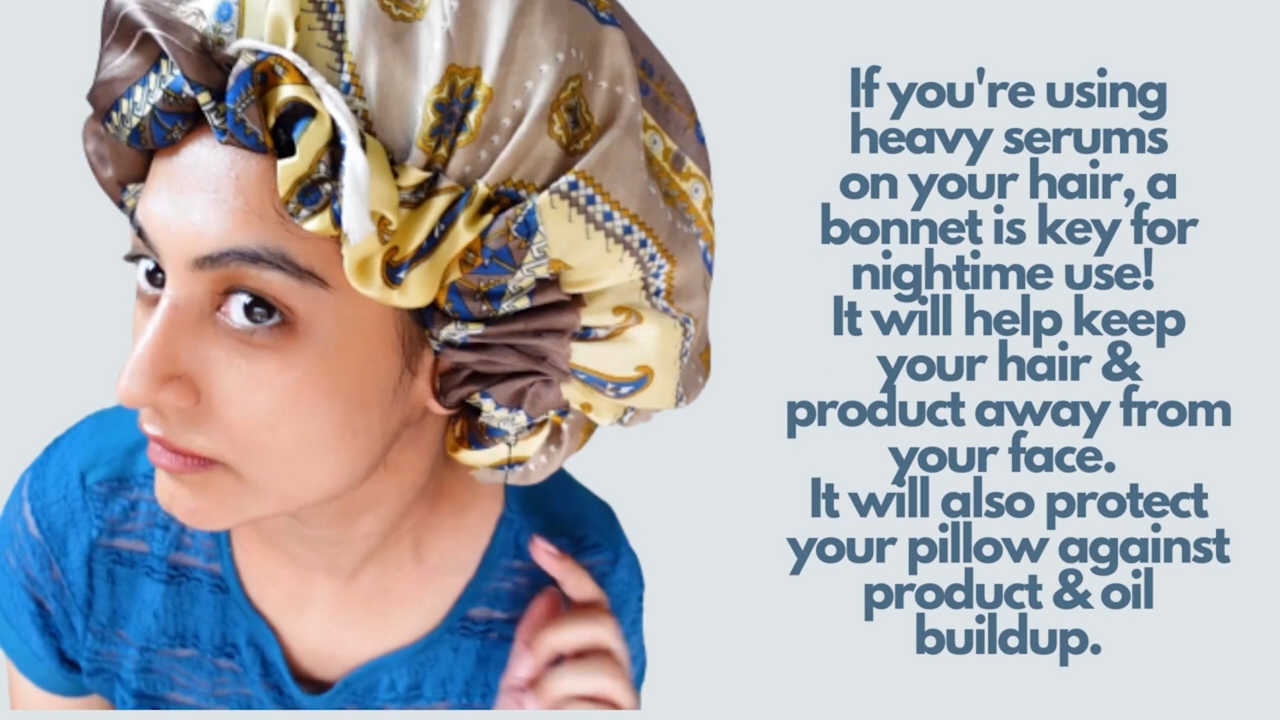 If you're using
heavy serums
on your hair, a
bonnet is key for
nightime use!
It will help keep
your hair &
product away from
your face.
It will also protect
your pillow against
product & oil
buildup.